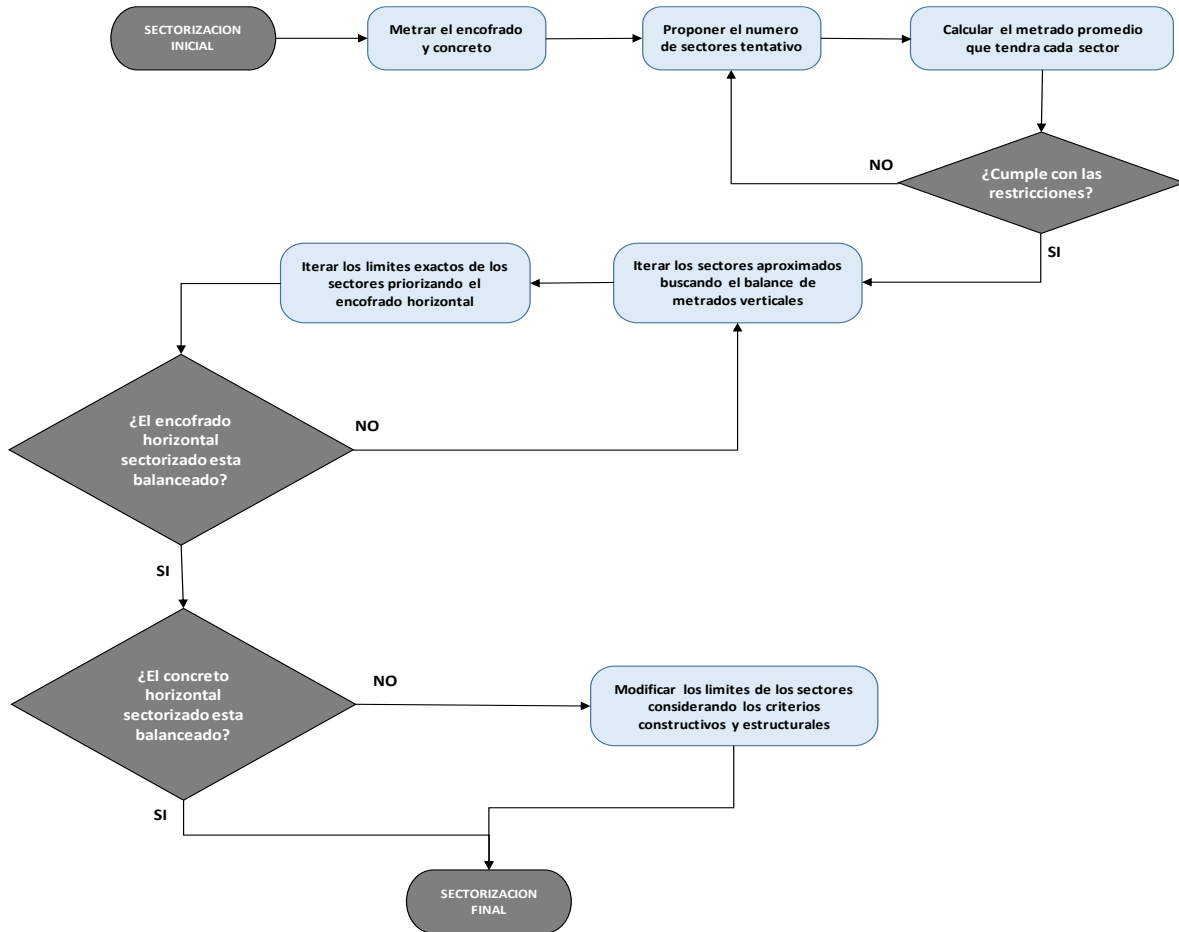 SECTORIZACION
INICIAL
Metrar el encofrado
y concreto
Proponer el numero
de sectores tentativo
Calcular el metrado promedio
que tendra cada sector
NO
¿Cumple con las
restricciones?
SI
Iterar los limites exactos de los
sectores priorizando el
encofrado horizontal
Iterar los sectores aproximados
buscando el balance de
metrados verticales
¿El encofrado
horizontal
sectorizado esta
balanceado?
NO
SI
¿El concreto
horizontal
sectorizado esta
balanceado?
NO
Modificar los limites de los sectores
considerando los criterios
constructivos y estructurales
SI
SECTORIZACION
FINAL